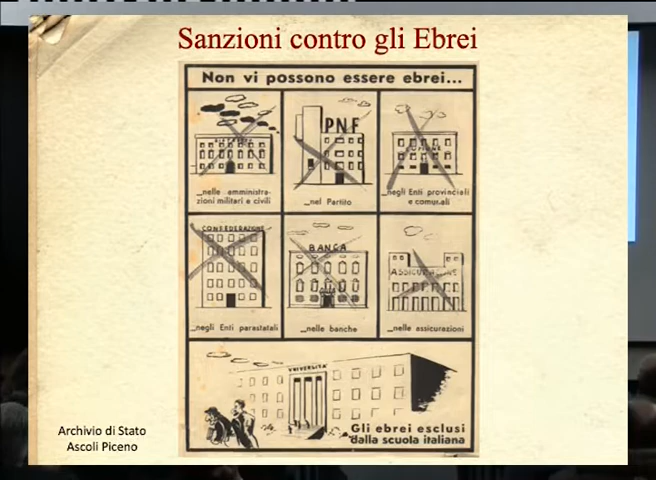 Sanzioni contro gli Ebrei
Non vi possono essere ebrei...
PNF
...nelle amministra-
zioni militari e civili
...nel Partito
...negli Enti provinciali
e comunali
CONFEDERAZIONE
BANCA
ASSICURAZIONE
...negli Enti parastatali
...nelle banche
...nelle assicurazioni
UNIVERSITA'
Gli ebrei esclusi
dalla scuola italiana
Archivio di Stato
Ascoli Piceno